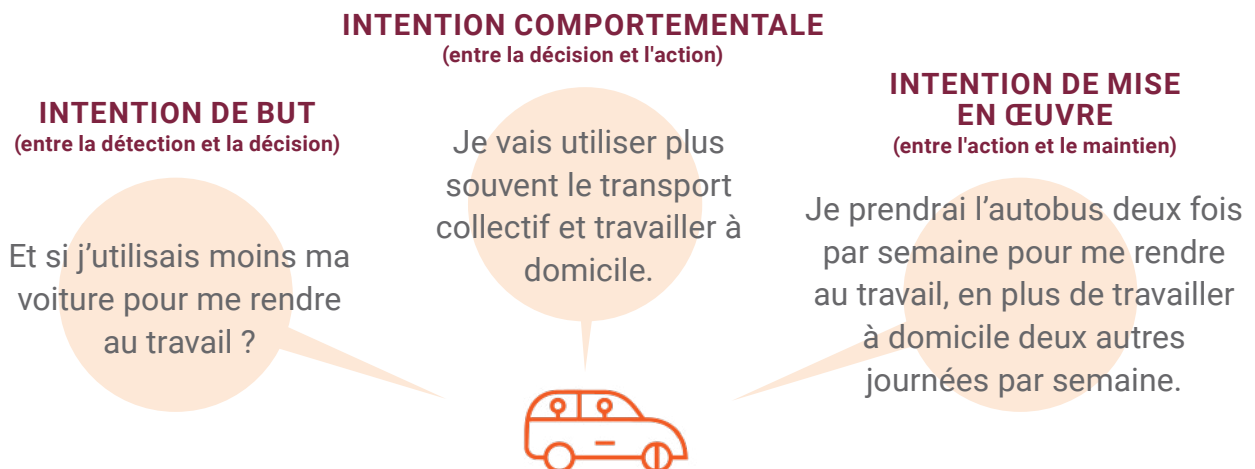 INTENTION DE BUT
(entre la détection et la décision)
Et si j’utilisais moins ma
voiture pour me rendre
au travail ?
INTENTION COMPORTEMENTALE
(entre la décision et l'action)
Je vais utiliser plus
souvent le transport
collectif et travailler à
domicile.
INTENTION DE MISE
EN ŒUVRE
(entre l'action et le maintien)
Je prendrai l’autobus deux fois
par semaine pour me rendre
au travail, en plus de travailler
à domicile deux autres
journées par semaine.